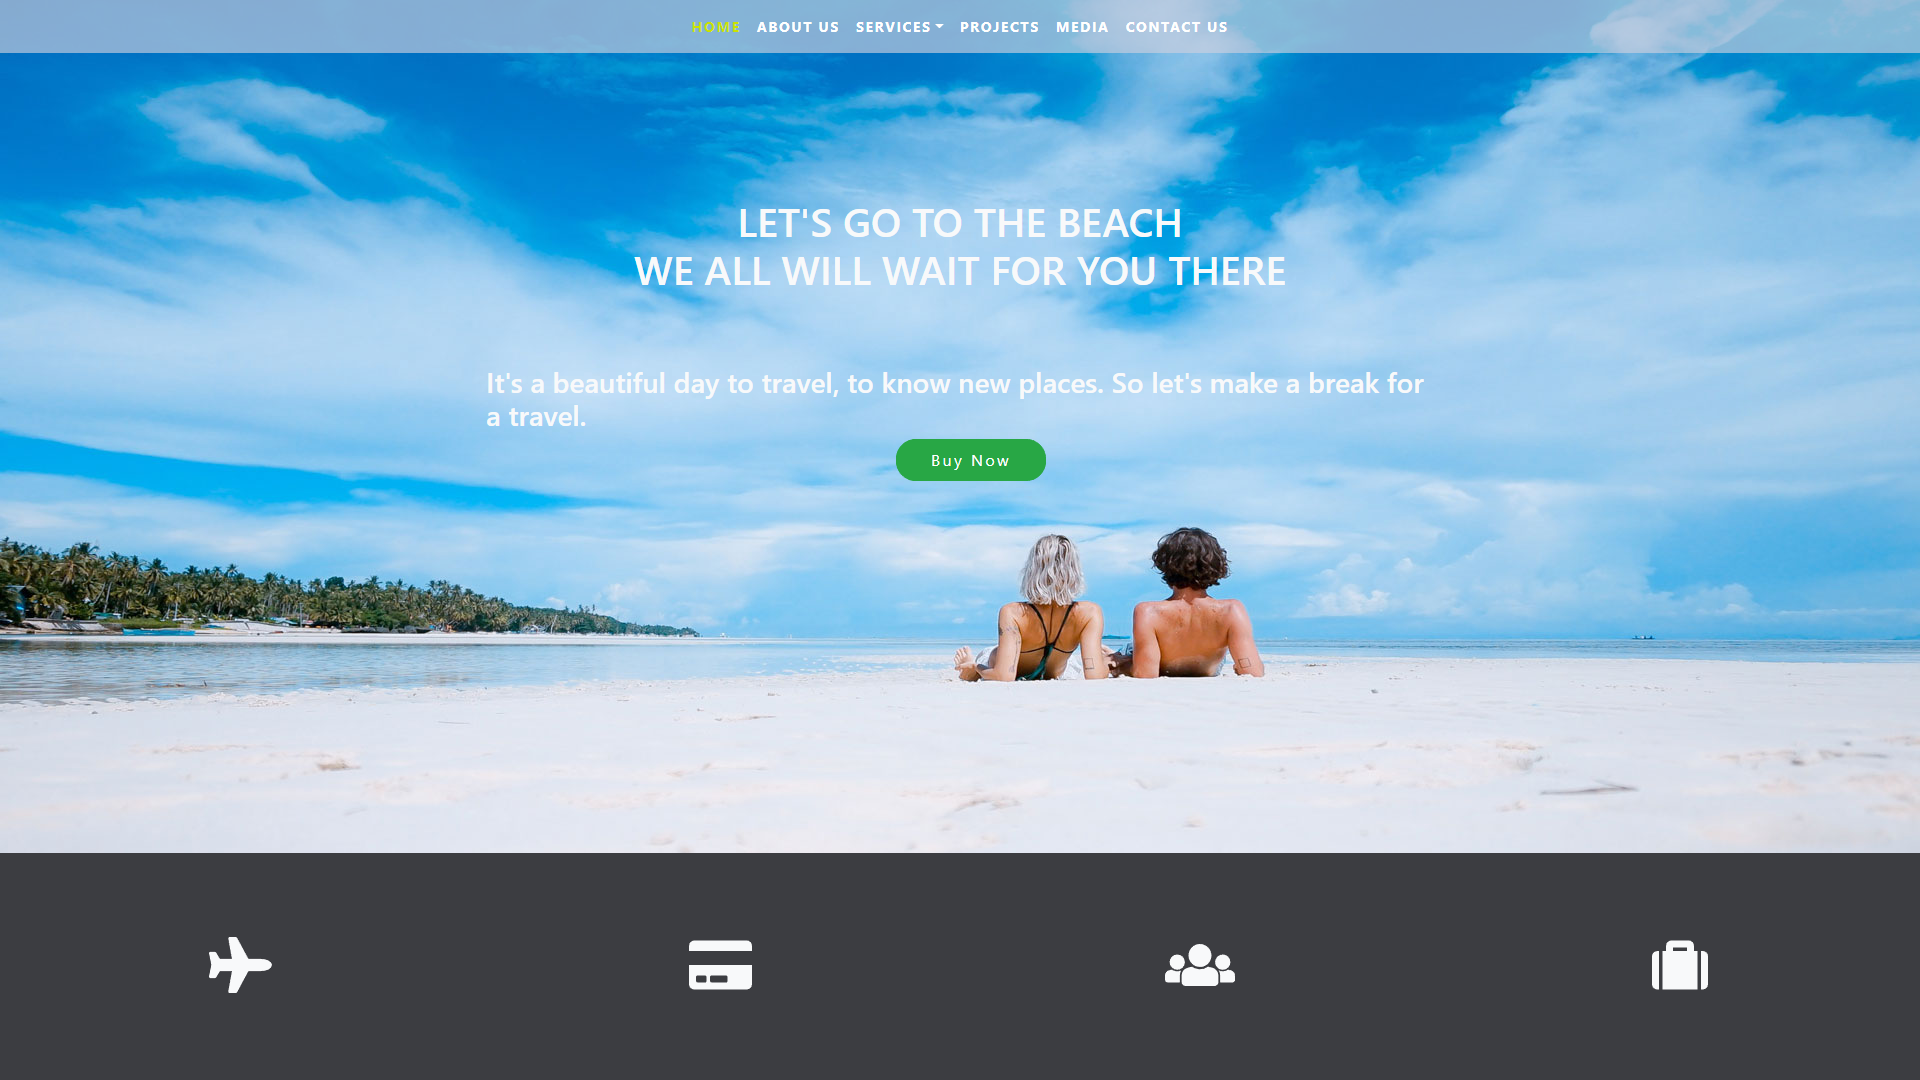 HOME ABOUT US SERVICES PROJECTS MEDIA CONTACT US
LET'S GO TO THE BEACH
WE ALL WILL WAIT FOR YOU THERE
It's a beautiful day to travel, to know new places. So let's make a break for
a travel.
Buy Now